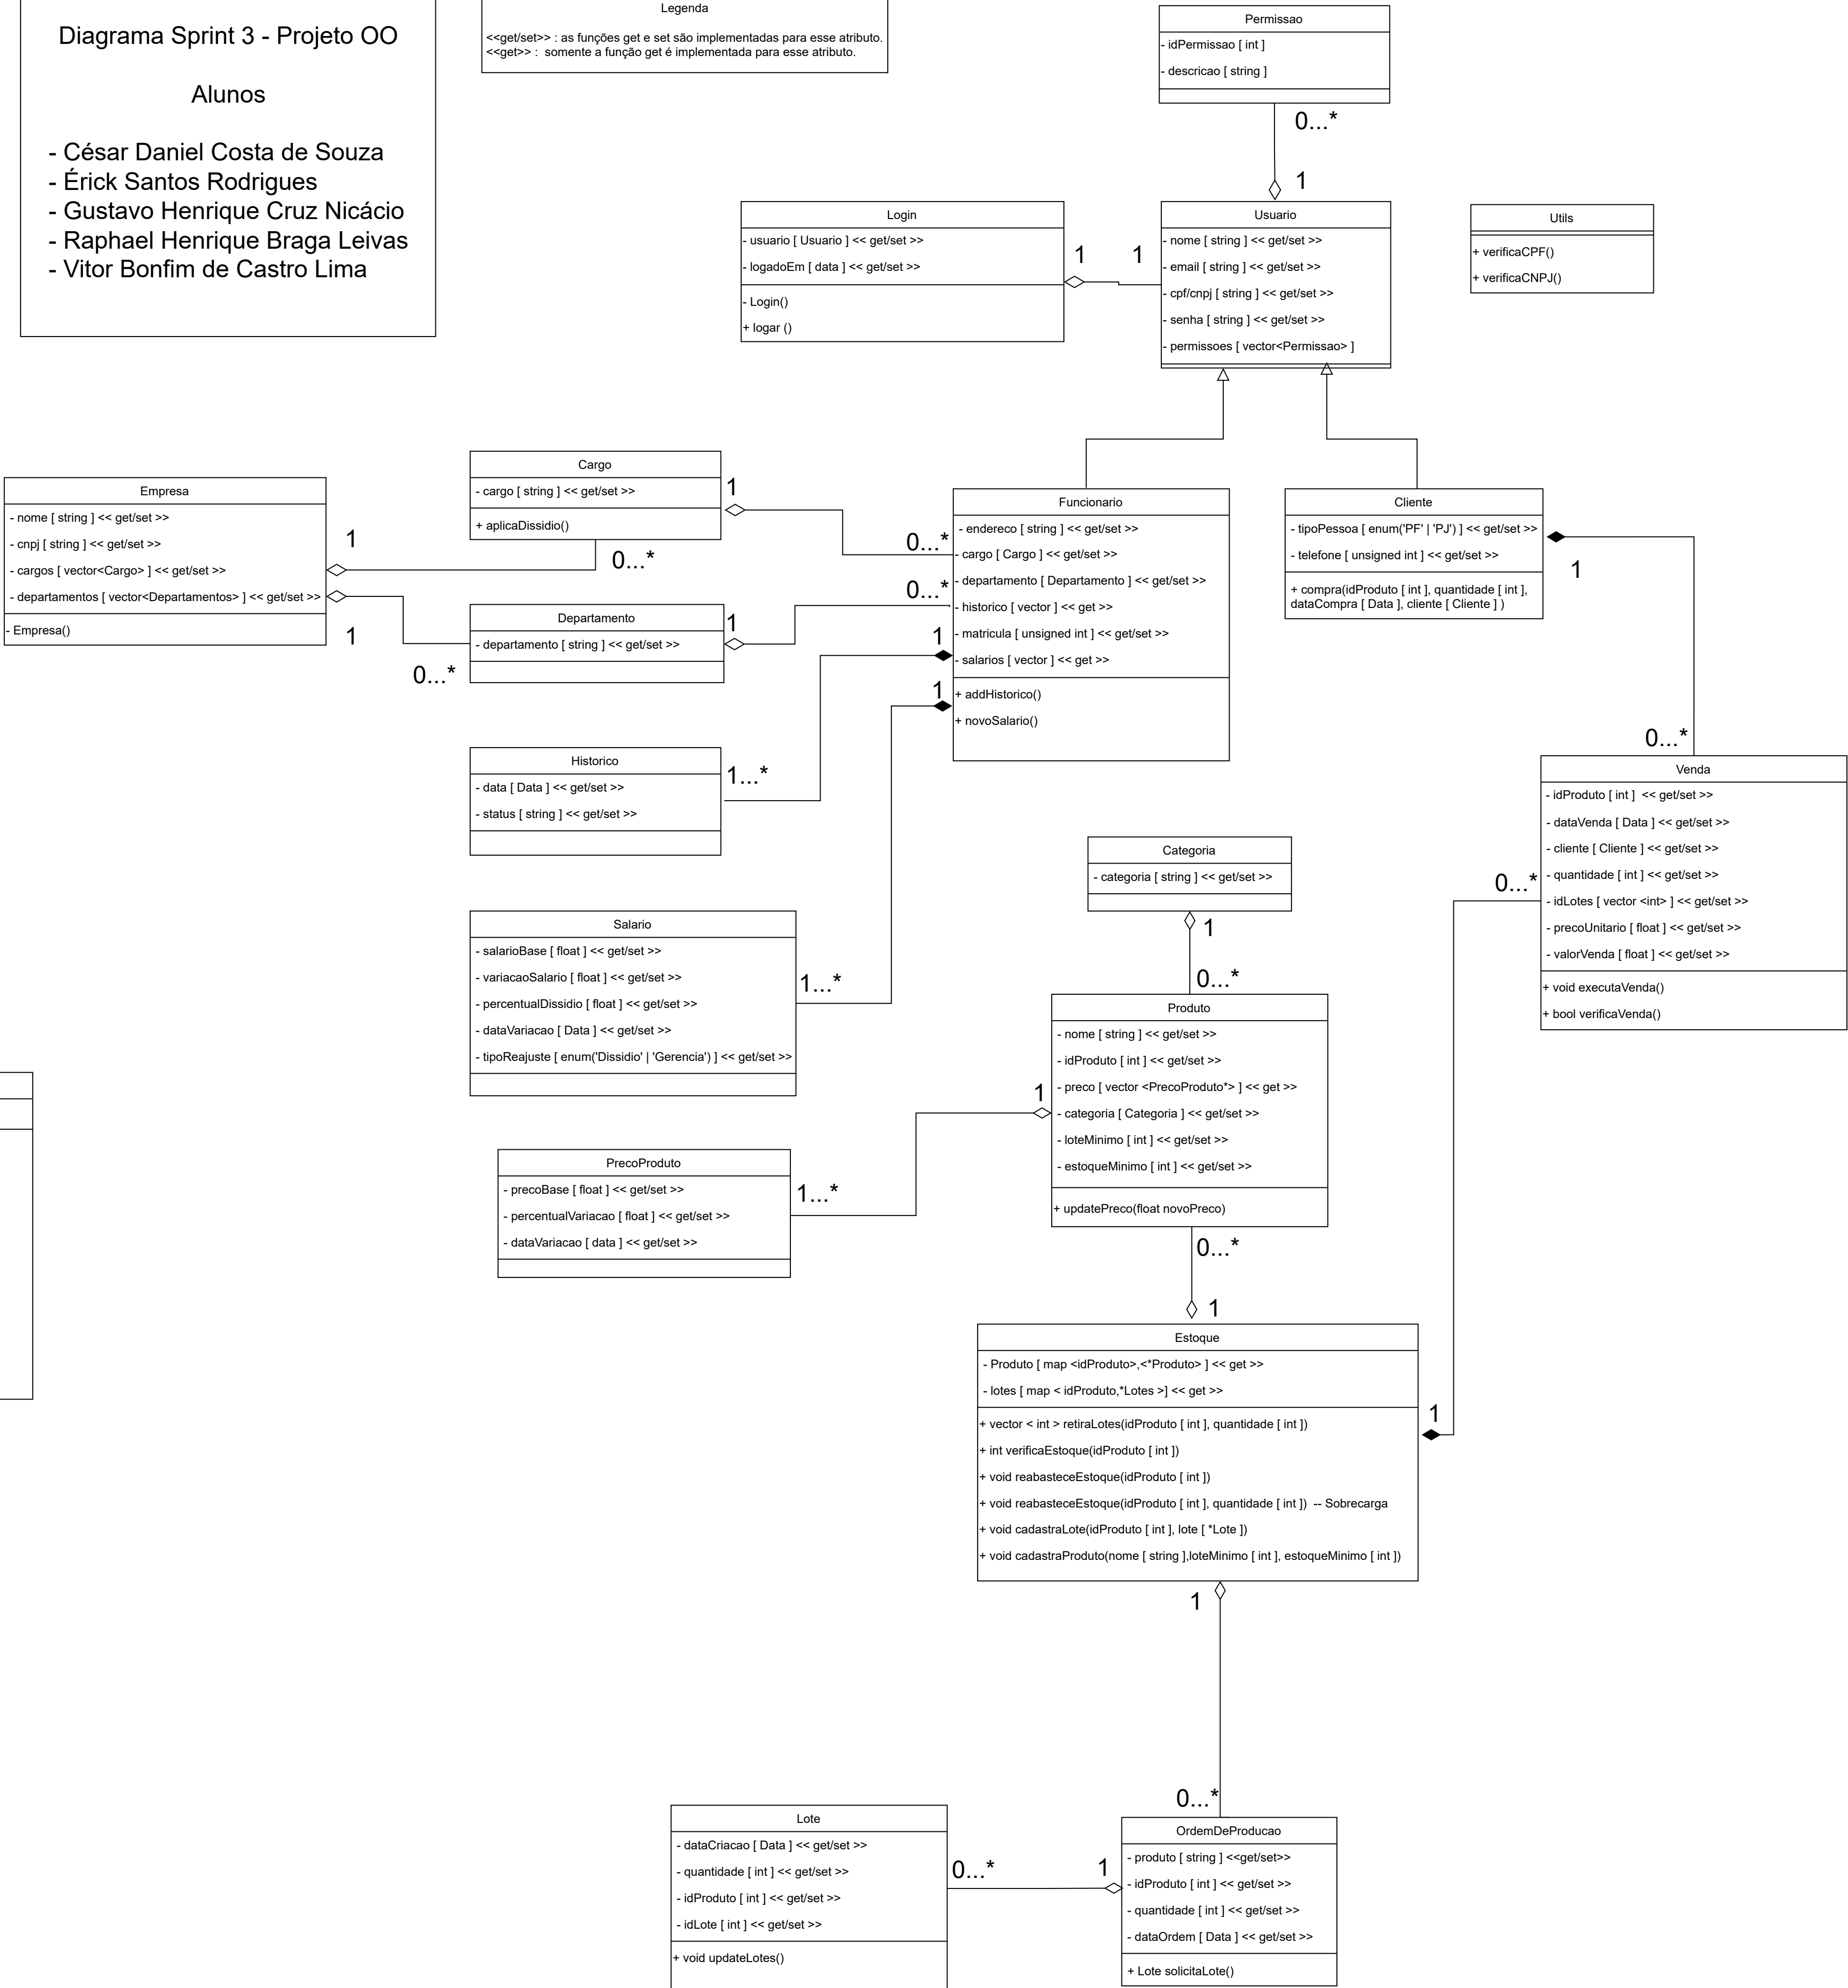 Diagrama Sprint 3 - Projeto OO
Alunos
- César Daniel Costa de Souza
- Érick Santos Rodrigues
- Gustavo Henrique Cruz Nicácio
- Raphael Henrique Braga Leivas
- Vitor Bonfim de Castro Lima
Legenda
<<get/set>> : as funções get e set são implementadas para esse atributo.
<<get>> :  somente a função get é implementada para esse atributo.
Permissao
- idPermissao [ int ]
- descricao [ string ]
0...*
1
Login
- usuario [ Usuario ] << get/set >>
- logadoEm [ data ] << get/set >>
- Login()
+ logar ()
1
1
Usuario
- nome [ string ] << get/set >>
- email [ string ] << get/set >>
- cpf/cnpj [ string ] << get/set >>
- senha [ string ] << get/set >>
- permissoes [ vector<Permissao> ]
Utils
+ verificaCPF()
+ verificaCNPJ()
Empresa
- nome [ string ] << get/set >>
- cnpj [ string ] << get/set >>
- cargos [ vector<Cargo> ] << get/set >>
- departamentos [ vector<Departamentos> ] << get/set >>
- Empresa()
1
1
0...*
0...*
Cargo
- cargo [ string ] << get/set >>
+ aplicaDissidio()
1
0...*
Departamento
- departamento [ string ] << get/set >>
1
0...*
Funcionario
- endereco [ string ] << get/set >>
- cargo [ Cargo ] << get/set >>
- departamento [ Departamento ] << get/set >>
- historico [ vector ] << get >>
- matricula [ unsigned int ] << get/set >>
- salarios [ vector ] << get >>
+ addHistorico()
+ novoSalario()
1
1
Cliente
- tipoPessoa [ enum('PF' | 'PJ') ] << get/set >>
- telefone [ unsigned int ] << get/set >>
+ compra(idProduto [ int ], quantidade [ int ],
dataCompra [ Data ], cliente [ Cliente ] )
1
0...*
Historico
- data [ Data ] << get/set >>
- status [ string ] << get/set >>
1...*
Venda
- idProduto [ int ]  << get/set >>
- dataVenda [ Data ] << get/set >>
- cliente [ Cliente ] << get/set >>
- quantidade [ int ] << get/set >>
- idLotes [ vector <int> ] << get/set >>
- precoUnitario [ float ] << get/set >>
- valorVenda [ float ] << get/set >>
+ void executaVenda()
+ bool verificaVenda()
0...*
Categoria
- categoria [ string ] << get/set >>
1
0...*
Salario
- salarioBase [ float ] << get/set >>
- variacaoSalario [ float ] << get/set >>
- percentualDissidio [ float ] << get/set >>
- dataVariacao [ Data ] << get/set >>
- tipoReajuste [ enum('Dissidio' | 'Gerencia') ] << get/set >>
1...*
Produto
- nome [ string ] << get/set >>
- idProduto [ int ] << get/set >>
- preco [ vector <PrecoProduto*> ] << get >>
- categoria [ Categoria ] << get/set >>
- loteMinimo [ int ] << get/set >>
- estoqueMinimo [ int ] << get/set >>
+ updatePreco(float novoPreco)
1
PrecoProduto
- precoBase [ float ] << get/set >>
- percentualVariacao [ float ] << get/set >>
- dataVariacao [ data ] << get/set >>
1...*
0...*
1
Estoque
- Produto [ map <idProduto>,<*Produto> ] << get >>
- lotes [ map < idProduto,*Lotes >] << get >>
+ vector < int > retiraLotes(idProduto [ int ], quantidade [ int ])
+ int verificaEstoque(idProduto [ int ])
+ void reabasteceEstoque(idProduto [ int ])
+ void reabasteceEstoque(idProduto [ int ], quantidade [ int ])  -- Sobrecarga
+ void cadastraLote(idProduto [ int ], lote [ *Lote ])
+ void cadastraProduto(nome [ string ],loteMinimo [ int ], estoqueMinimo [ int ])
1
1
0...*
Lote
- dataCriacao [ Data ] << get/set >>
- quantidade [ int ] << get/set >>
- idProduto [ int ] << get/set >>
- idLote [ int ] << get/set >>
+ void updateLotes()
0...*
1
OrdemDeProducao
- produto [ string ] <<get/set>>
- idProduto [ int ] << get/set >>
- quantidade [ int ] << get/set >>
- dataOrdem [ Data ] << get/set >>
+ Lote solicitaLote()